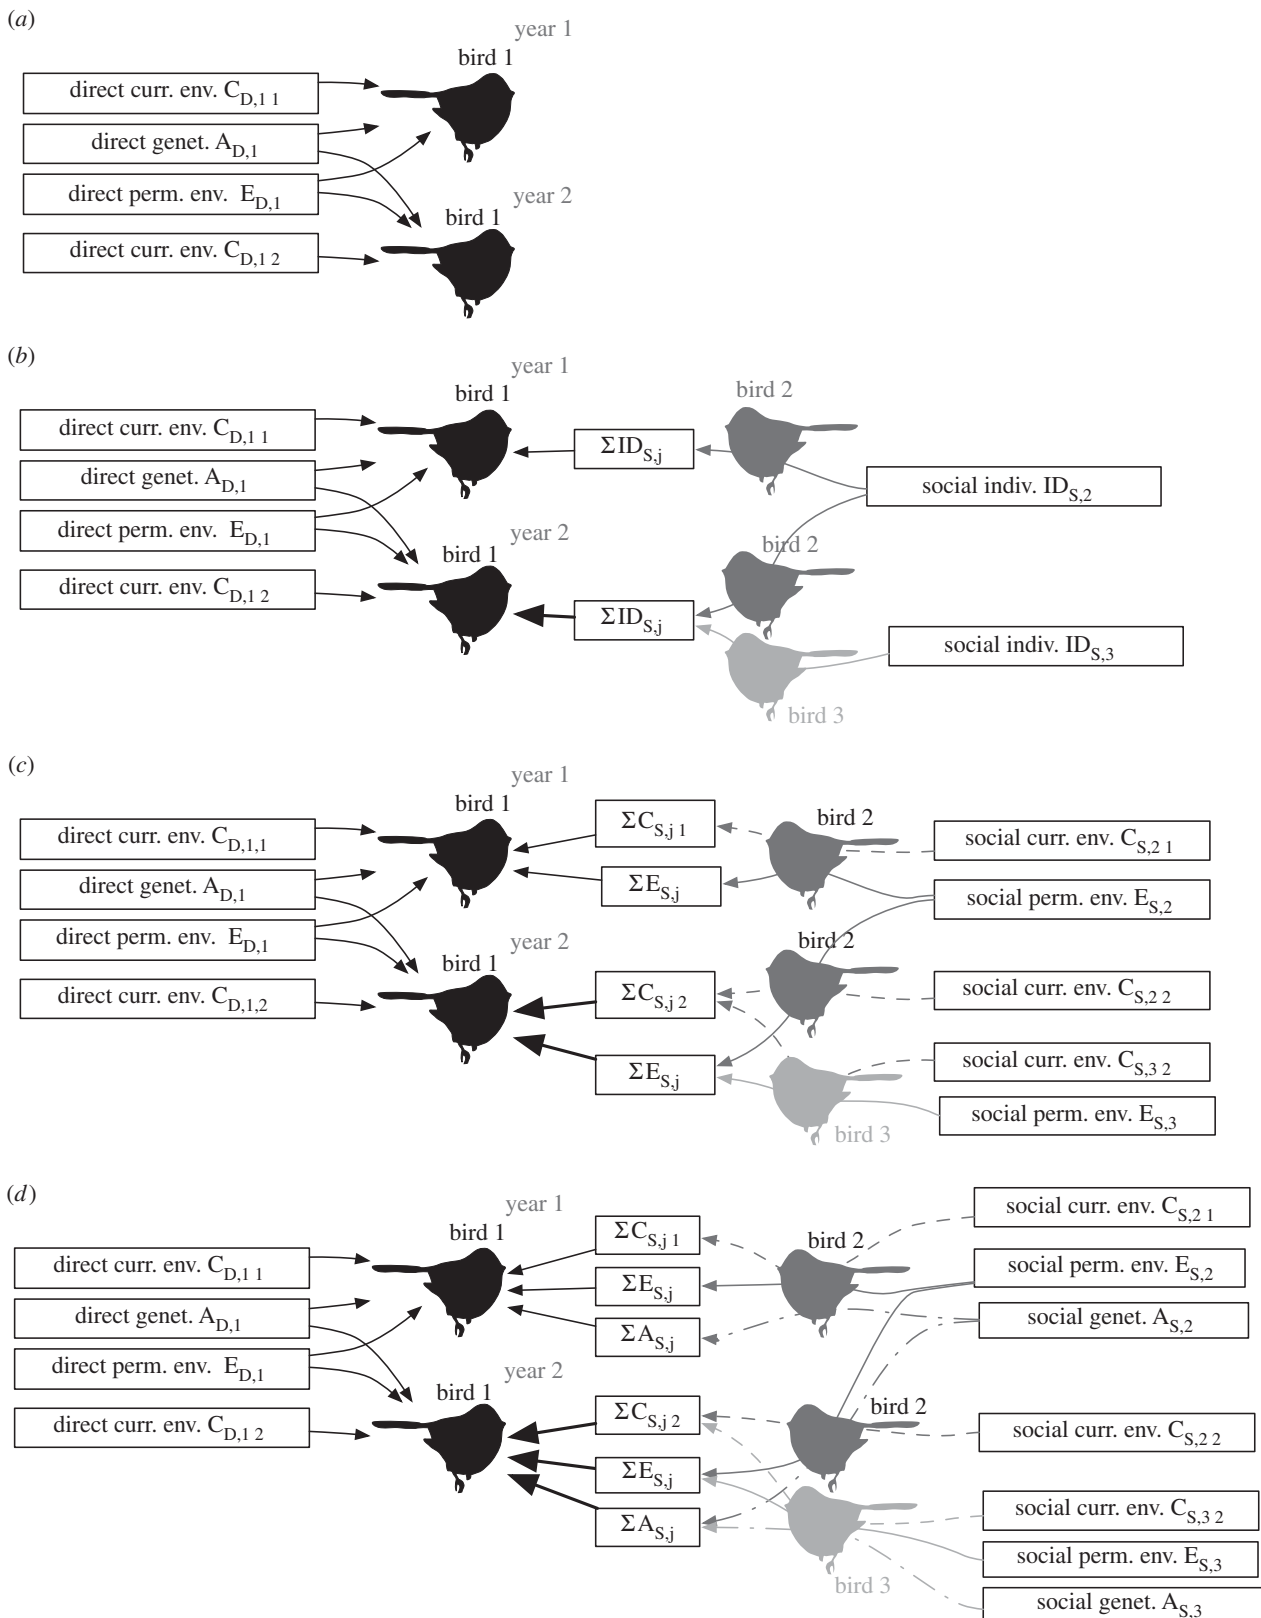 (a)
year 1
bird 1
direct curr. env. C_D,1 1
direct genet. A_D,1
direct perm. env. E_D,1
year 2
bird 1
direct curr. env. C_D,1 2
(b)
year 1
bird 1
bird 2
direct curr. env. C_D,1 1
ΣID_S,j
direct genet. A_D,1
social indiv. ID_S,2
direct perm. env. E_D,1
year 2
bird 1
bird 2
direct curr. env. C_D,1 2
ΣID_S,j
social indiv. ID_S,3
bird 3
(c)
year 1
bird 1
ΣC_S,j 1
bird 2
direct curr. env. C_D,1,1
social curr. env. C_S,2 1
direct genet. A_D,1
ΣE_S,j
social perm. env. E_S,2
direct perm. env. E_D,1
year 2
bird 1
bird 2
direct curr. env. C_D,1,2
ΣC_S,j 2
social curr. env. C_S,2 2
ΣE_S,j
social curr. env. C_S,3 2
social perm. env. E_S,3
bird 3
(d)
year 1
bird 1
ΣC_S,j 1
bird 2
social curr. env. C_S,2 1
direct curr. env. C_D,1 1
ΣE_S,j
social perm. env. E_S,2
direct genet. A_D,1
ΣA_S,j
social genet. A_S,2
direct perm. env. E_D,1
year 2
bird 1
bird 2
direct curr. env. C_D,1 2
ΣC_S,j 2
social curr. env. C_S,2 2
ΣE_S,j
social curr. env. C_S,3 2
ΣA_S,j
social perm. env. E_S,3
bird 3
social genet. A_S,3